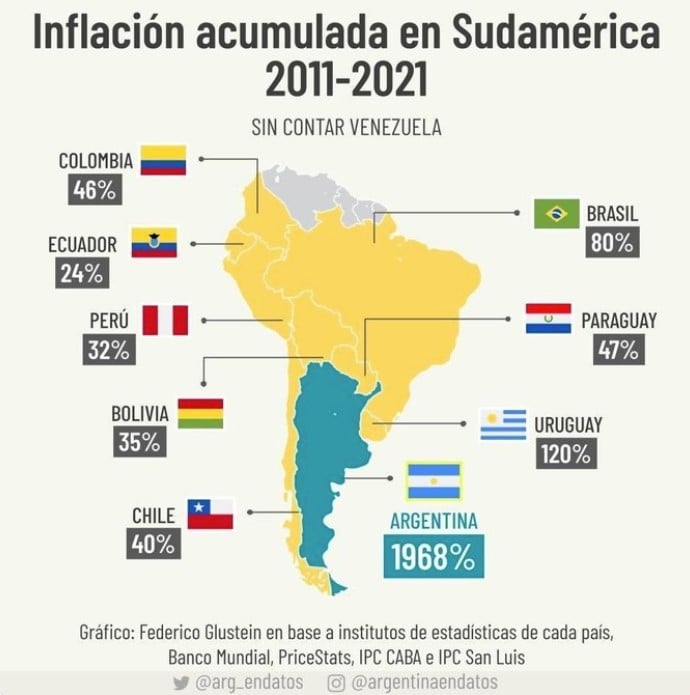 Inflación acumulada en Sudamérica
2011-2021
SIN CONTAR VENEZUELA
COLOMBIA
46%
ECUADOR
24%
PERÚ
32%
BOLIVIA
35%
CHILE
40%
BRASIL
80%
PARAGUAY
47%
URUGUAY
120%
ARGENTINA
1968%
Gráfico: Federico Glustein en base a institutos de estadísticas de cada país,
Banco Mundial, PriceStats, IPC CABA e IPC San Luis
@arg_endatos @argentinaendatos